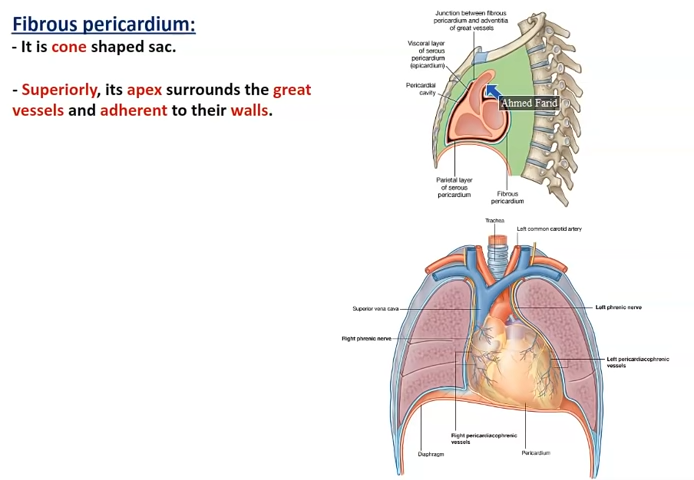 Fibrous pericardium:
- It is cone shaped sac.
- Superiorly, its apex surrounds the great
vessels and adherent to their walls.
Junction between fibrous
pericardium and adventitia
of great vessels
Visceral layer
of serous
pericardium
(epicardium)
Pericardial
cavity
Ahmed Farid
Parietal layer
of serous
pericardium
Fibrous
pericardium
Trachea
Left common carotid artery
Superior vena cava
Left phrenic nerve
Right phrenic nerve
Left pericardiacophrenic
vessels
Right pericardiacophrenic
vessels
Diaphragm
Pericardium